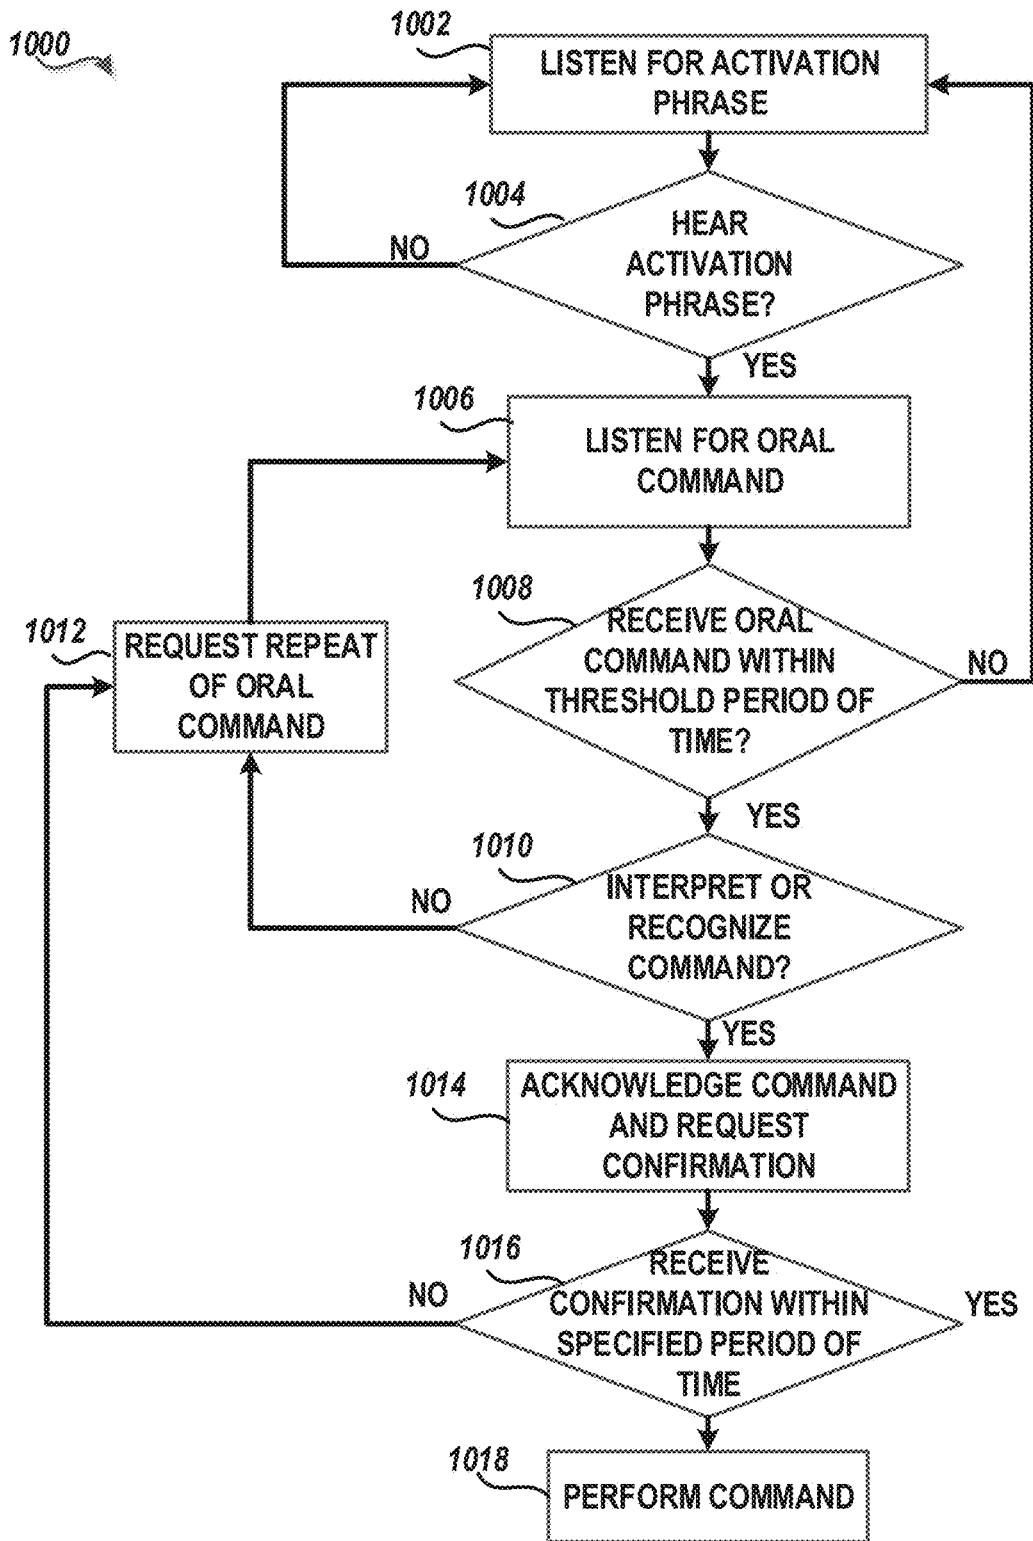 1000
1002
LISTEN FOR ACTIVATION
PHRASE
1004
HEAR
ACTIVATION
PHRASE?
NO
YES
1006
LISTEN FOR ORAL
COMMAND
1008
RECEIVE ORAL
COMMAND WITHIN
THRESHOLD PERIOD OF
TIME?
NO
1012
REQUEST REPEAT
OF ORAL
COMMAND
YES
1010
INTERPRET OR
RECOGNIZE
COMMAND?
NO
YES
1014
ACKNOWLEDGE COMMAND
AND REQUEST
CONFIRMATION
1016
RECEIVE
CONFIRMATION WITHIN
SPECIFIED PERIOD OF
TIME
NO
YES
1018
PERFORM COMMAND